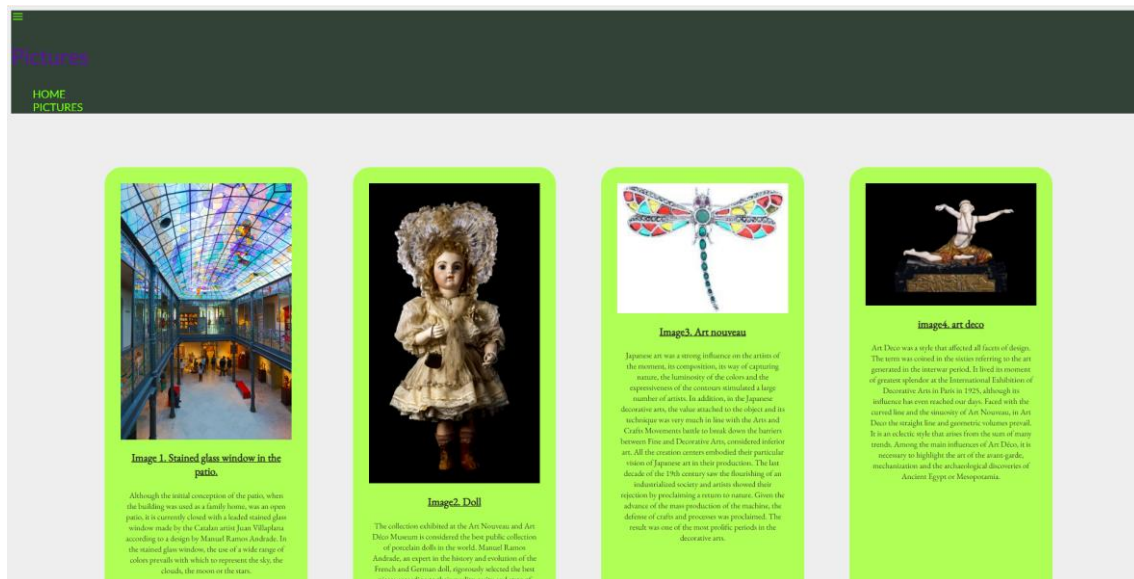 Pictures
HOME
PICTURES
Image 1. Stained glass window in the
patio.
Although the initial conception of the patio, when
the building was used as a family home, was an open
patio, it is currently closed with a leaded stained glass
window made by the Catalan artist Juan Villaplana
according to a design by Manuel Ramos Andrade. In
the stained glass window, the use of a wide range of
colors prevails with which to represent the sky, the
clouds, the moon or the stars.
Image2. Doll
The collection exhibited at the Art Nouveau and Art
Déco Museum is considered the best public collection
of porcelain dolls in the world. Manuel Ramos
Andrade, an expert in the history and evolution of the
French and German doll, rigorously selected the best
Image3. Art nouveau
Japanese art was a strong influence on the artists of
the moment, its composition, its way of capturing
nature, the luminosity of the colors and the
expressiveness of the contours stimulated a large
number of artists. In addition, in the Japanese
decorative arts, the value attached to the object and its
technique was very much in line with the Arts and
Crafts Movements battle to break down the barriers
between Fine and Decorative Arts, considered inferior
art. All the creation centers embodied their particular
vision of Japanese art in their production. The last
decade of the 19th century saw the flourishing of an
industrialized society and artists showed their
rejection by proclaiming a return to nature. Given the
advance of the mass production of the machine, the
defense of crafts and processes was proclaimed. The
result was one of the most prolific periods in the
decorative arts.
image4. art deco
Art Deco was a style that affected all facets of design.
The term was coined in the sixties referring to the art
generated in the interwar period. It lived its moment
of greatest splendor at the International Exhibition of
Decorative Arts in Paris in 1925, although its
influence has even reached our days. Faced with the
curved line and the sinuosity of Art Nouveau, in Art
Deco the straight line and geometric volumes prevail.
It is an eclectic style that arises from the sum of many
trends. Among the main influences of Art Déco, it is
necessary to highlight the art of the avant-garde,
mechanization and the archaeological discoveries of
Ancient Egypt or Mesopotamia.